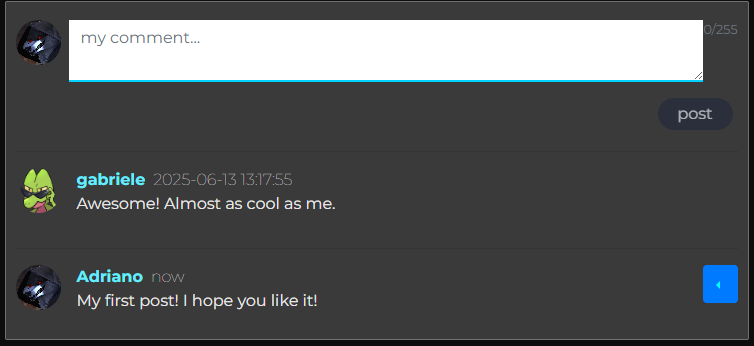 my comment...
0/255
post
gabriele 2025-06-13 13:17:55
Awesome! Almost as cool as me.
Adriano now
My first post! I hope you like it!